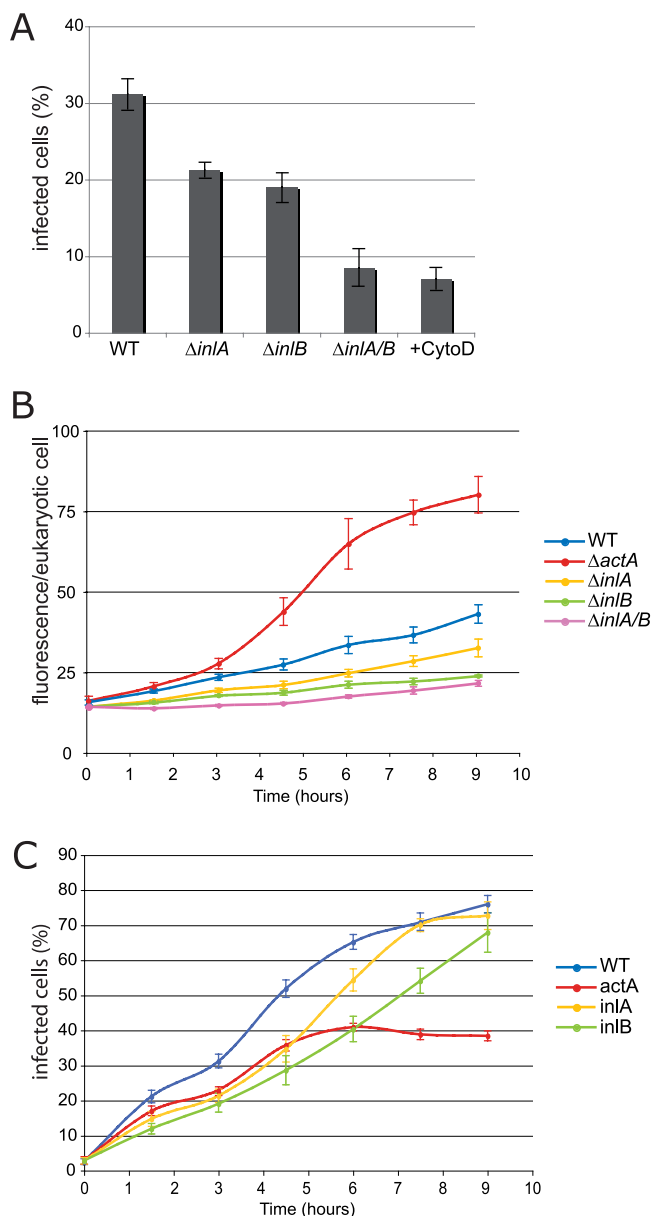 A
infected cells (%)
40
30
20
10
0
WT ΔinlA ΔinlB ΔinlA/B +CytoD
B
fluorescence/eukaryotic cell
100
75
50
25
0
0 1 2 3 4 5 6 7 8 9 10
Time (hours)
WT
ΔactA
ΔinlA
ΔinlB
ΔinlA/B
C
infected cells (%)
90
80
70
60
50
40
30
20
10
0
0 1 2 3 4 5 6 7 8 9 10
Time (hours)
WT
actA
inlA
inlB